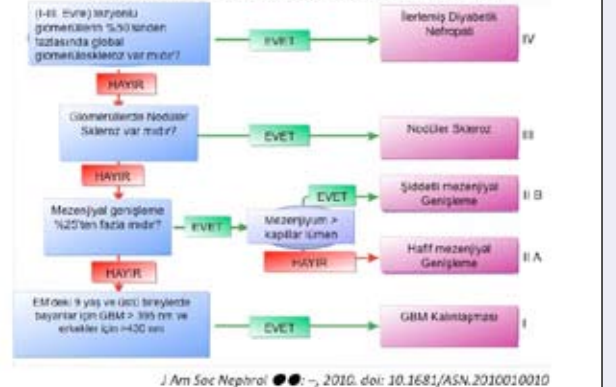 (I-III. Evre) lezyonlu
glomerüllerin %50'sinden
fazlasında global
glomerüloskleroz var mıdır?
EVET
İlerlemiş Diyabetik
Nefropati
IV
HAYIR
Glomerüllerde Nodüler
Skleroz var mıdır?
EVET
Nodüler Skleroz
III
HAYIR
Mezenjiyal genişleme
%25'ten fazla mıdır?
EVET
Mezenjiyum >
kapillar lümen
EVET
Şiddetli mezenjiyal
Genişleme
II B
HAYIR
Hafif mezenjiyal
Genişleme
II A
HAYIR
EM'deki 9 yaş ve üstü bireylerde
bayanlar için GBM > 395 nm ve
erkekler için >430 nm
EVET
GBM Kalınlaşması
I
J Am Soc Nephrol ●●: –, 2010. doi: 10.1681/ASN.2010010010